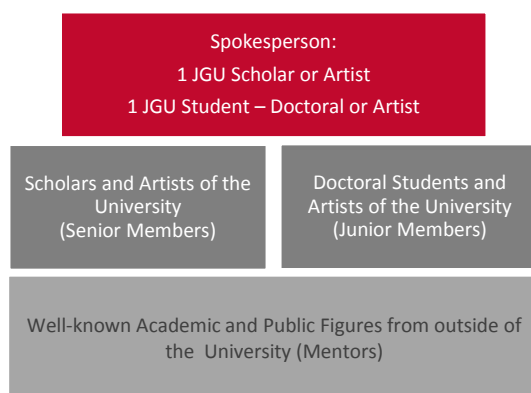 Spokesperson:
1 JGU Scholar or Artist
1 JGU Student – Doctoral or Artist
Scholars and Artists of the
University
(Senior Members)
Doctoral Students and
Artists of the University
(Junior Members)
Well-known Academic and Public Figures from outside of
the University (Mentors)